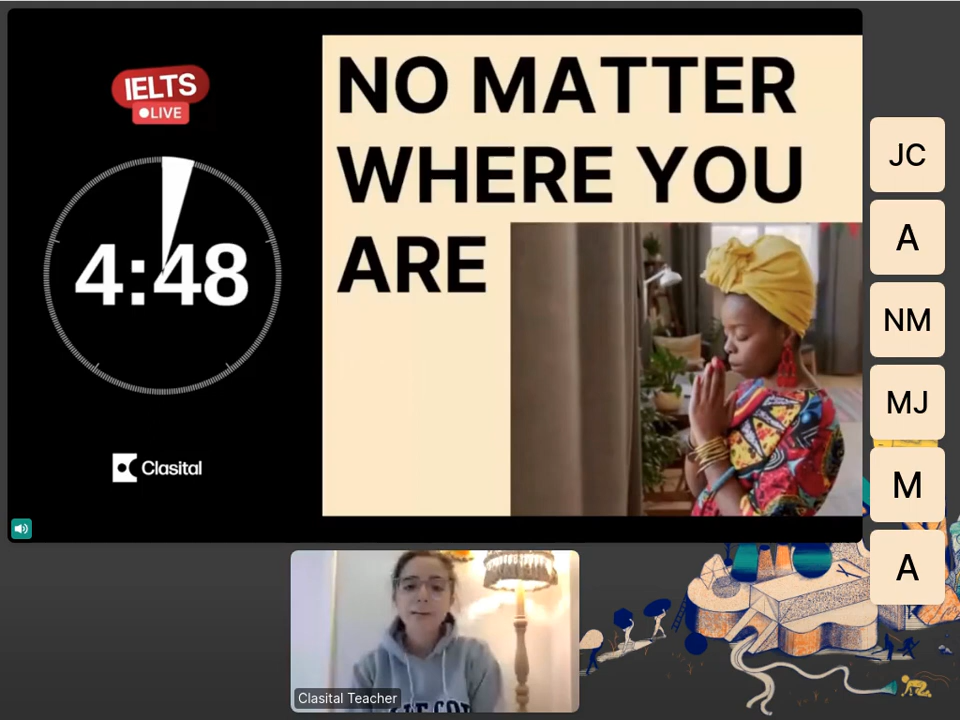 IELTS
LIVE
4:48
Clasital
NO MATTER
WHERE YOU
ARE
JC
A
NM
MJ
M
A
Clasital Teacher